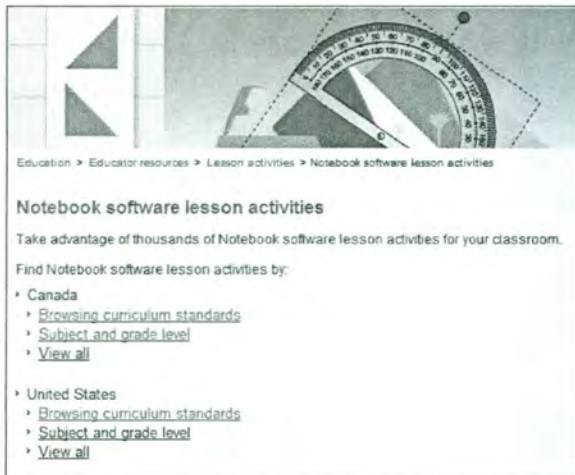 Education > Educator resources > Lesson activities > Notebook software lesson activities
Notebook software lesson activities
Take advantage of thousands of Notebook software lesson activities for your classroom.
Find Notebook software lesson activities by:
Canada
Browsing curriculum standards
Subject and grade level
View all
United States
Browsing curriculum standards
Subject and grade level
View all